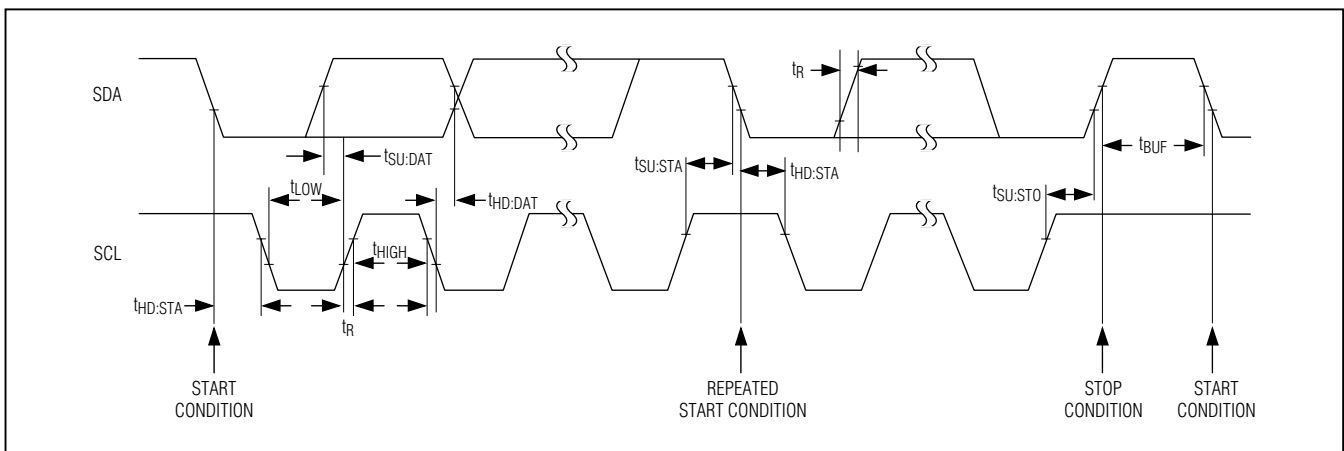 tR
SDA
tSU:DAT
tSU:STA
tHD:STA
tBUF
tLOW
tHD:DAT
tSU:STO
SCL
tHIGH
tHD:STA
tR
START
CONDITION
REPEATED
START CONDITION
STOP
CONDITION
START
CONDITION